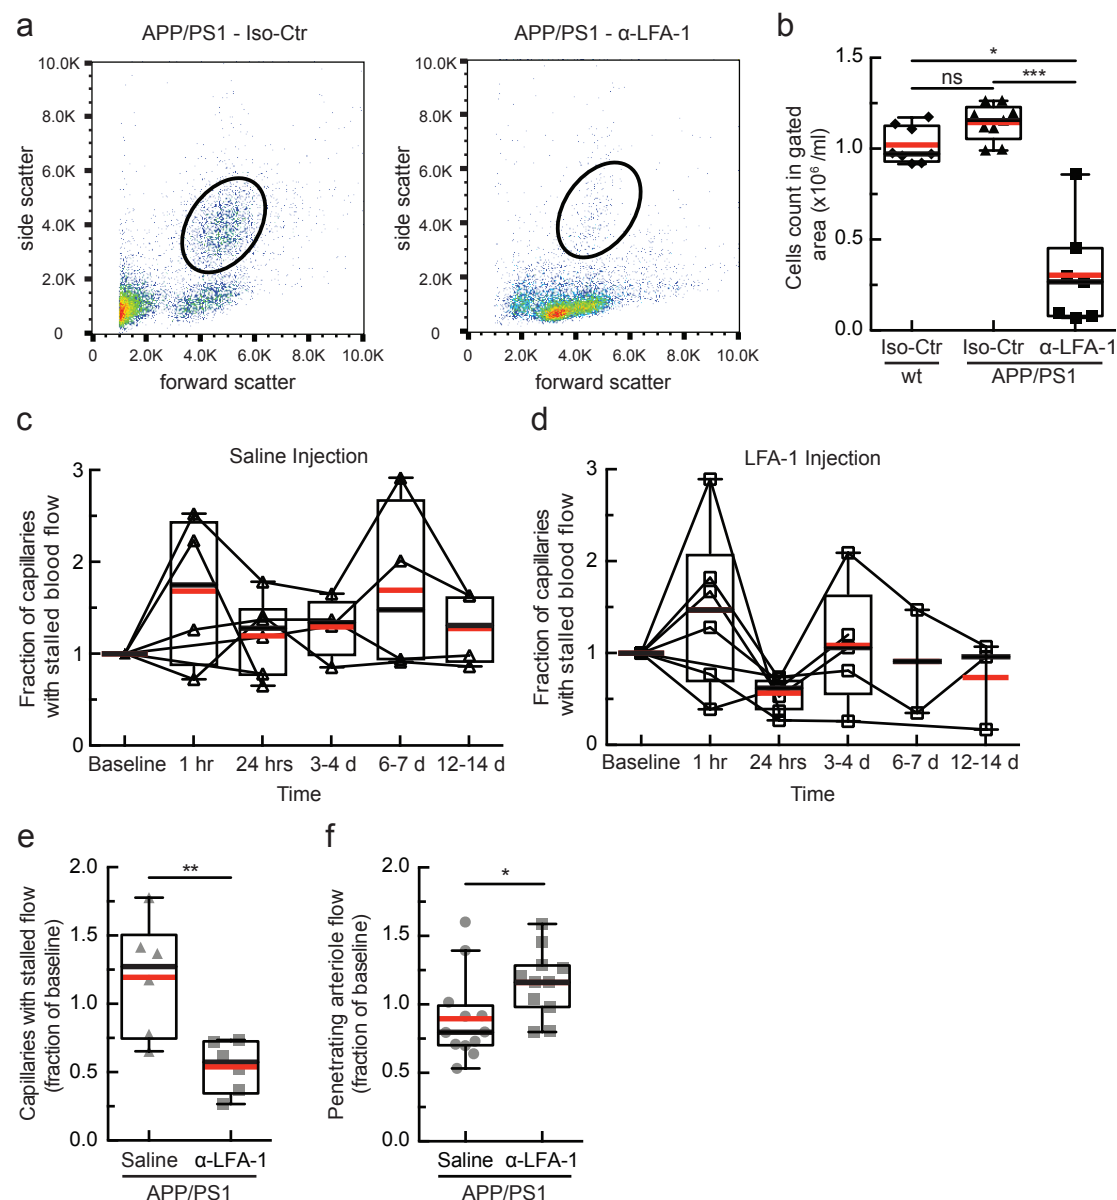 a
APP/PS1 - Iso-Ctr
side scatter
10.0K
8.0K
6.0K
4.0K
2.0K
0
0 2.0K 4.0K 6.0K 8.0K 10.0K
forward scatter
APP/PS1 - α-LFA-1
side scatter
10.0K
8.0K
6.0K
4.0K
2.0K
0
0 2.0K 4.0K 6.0K 8.0K 10.0K
forward scatter
b
Cells count in gated
area (x10⁶ /ml)
1.5
1.0
0.5
0.0
*
ns
***
Iso-Ctr Iso-Ctr α-LFA-1
wt APP/PS1
c
Saline Injection
Fraction of capillaries
with stalled blood flow
3
2
1
0
Baseline 1 hr 24 hrs 3-4 d 6-7 d 12-14 d
Time
d
LFA-1 Injection
Fraction of capillaries
with stalled blood flow
3
2
1
0
Baseline 1 hr 24 hrs 3-4 d 6-7 d 12-14 d
Time
e
Capillaries with stalled flow
(fraction of baseline)
2.0
1.5
1.0
0.5
0.0
**
Saline α-LFA-1
APP/PS1
f
Penetrating arteriole flow
(fraction of baseline)
2.0
1.5
1.0
0.5
0.0
*
Saline α-LFA-1
APP/PS1